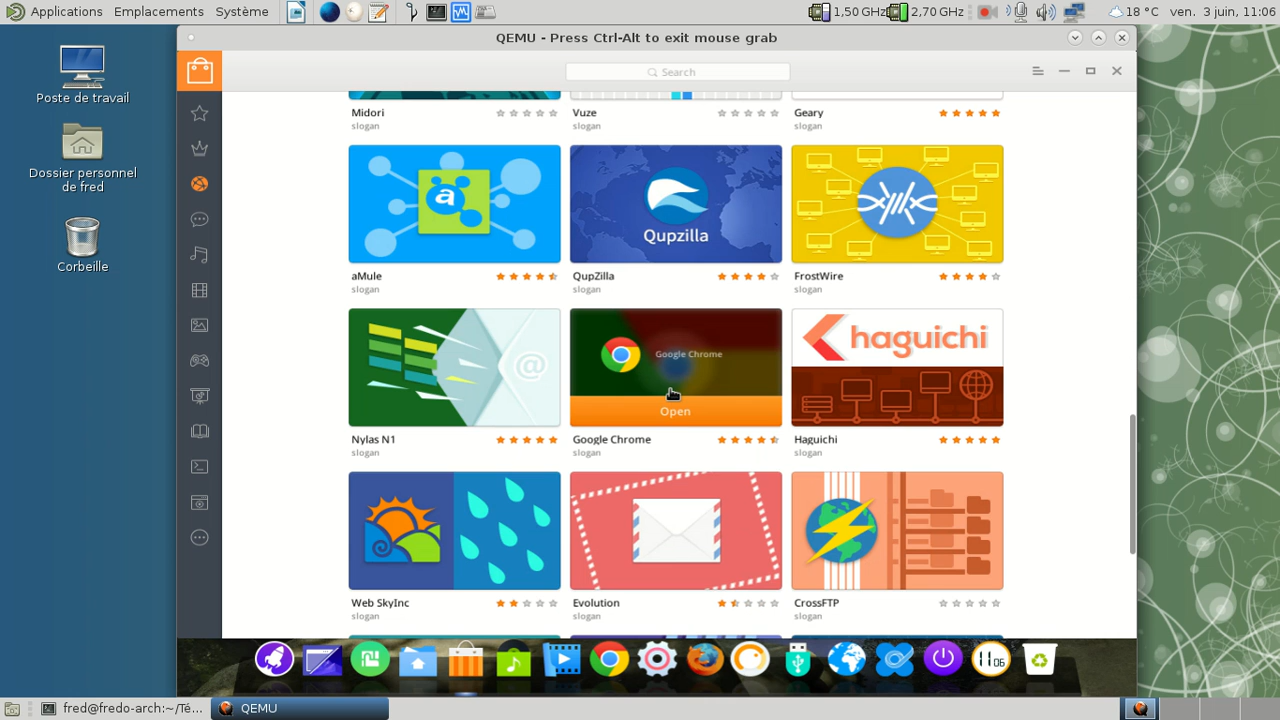 Applications Emplacements Système
1,50 GHz 2,70 GHz 18 °C ven. 3 juin, 11:06
QEMU - Press Ctrl-Alt to exit mouse grab
Search
Poste de travail
Dossier personnel
de fred
Corbeille
Midori
slogan
Vuze
slogan
Geary
slogan
a
Qupzilla
aMule
slogan
QupZilla
slogan
FrostWire
slogan
@
Google Chrome
Open
haguichi
Nylas N1
slogan
Google Chrome
slogan
Haguichi
slogan
Web SkyInc
slogan
Evolution
slogan
CrossFTP
slogan
11 06
fred@fredo-arch:~/Té...
QEMU